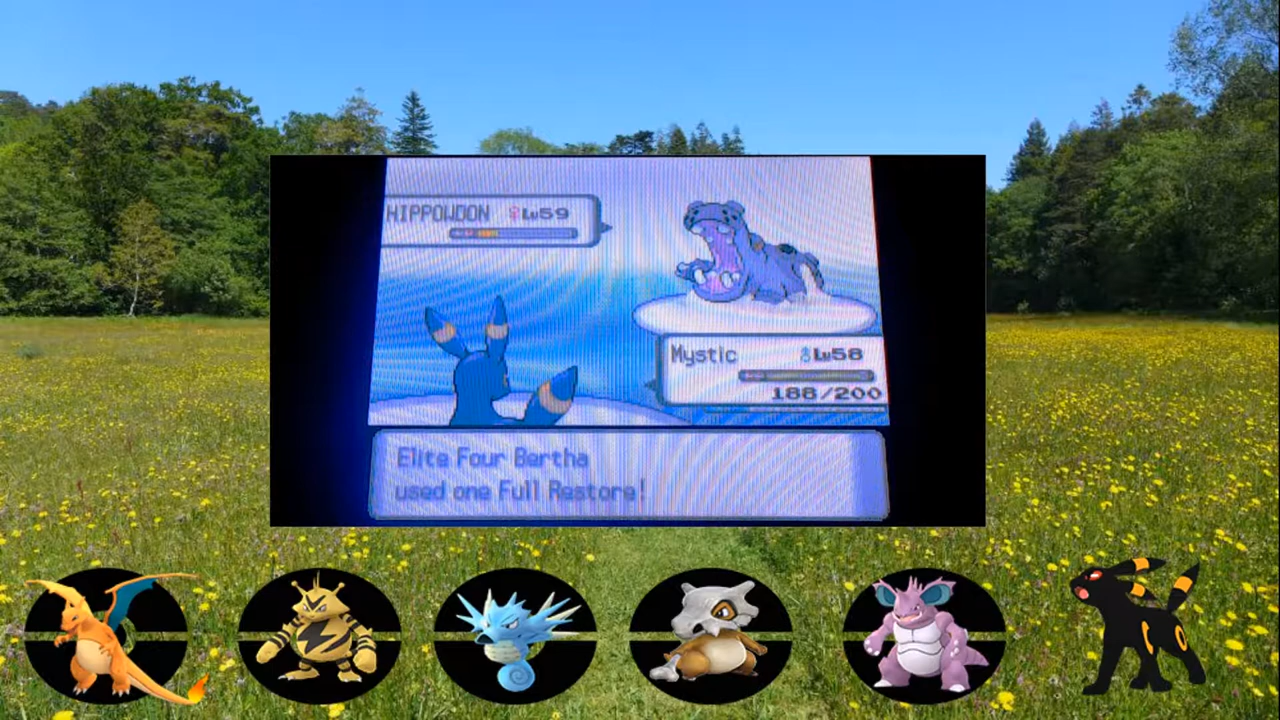 HIPPOWDON ♀Lv59
Mystic ♂Lv58
188/200
Elite Four Bertha
used one Full Restore!